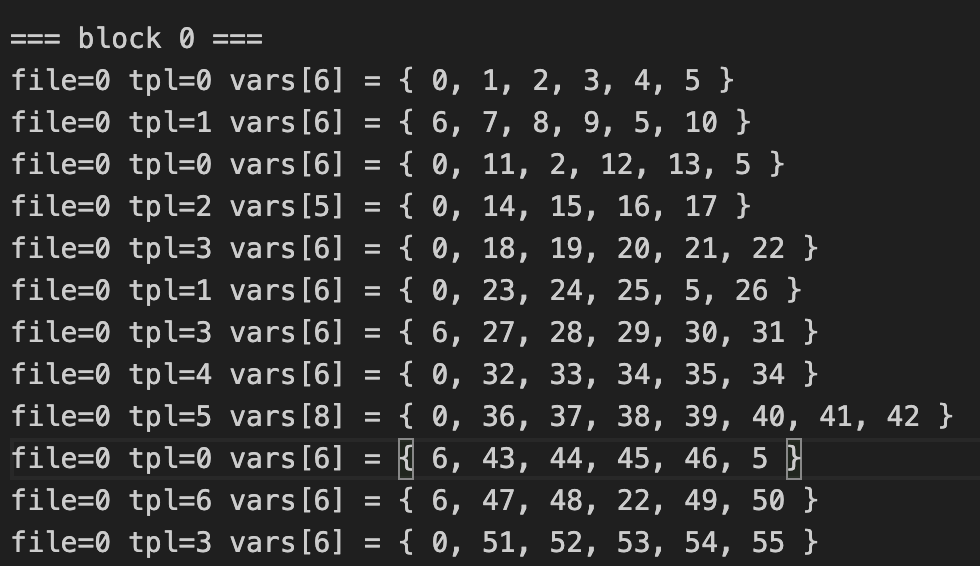 === block 0 ===
file=0 tpl=0 vars[6] = { 0, 1, 2, 3, 4, 5 }
file=0 tpl=1 vars[6] = { 6, 7, 8, 9, 5, 10 }
file=0 tpl=0 vars[6] = { 0, 11, 2, 12, 13, 5 }
file=0 tpl=2 vars[5] = { 0, 14, 15, 16, 17 }
file=0 tpl=3 vars[6] = { 0, 18, 19, 20, 21, 22 }
file=0 tpl=1 vars[6] = { 0, 23, 24, 25, 5, 26 }
file=0 tpl=3 vars[6] = { 6, 27, 28, 29, 30, 31 }
file=0 tpl=4 vars[6] = { 0, 32, 33, 34, 35, 34 }
file=0 tpl=5 vars[8] = { 0, 36, 37, 38, 39, 40, 41, 42 }
file=0 tpl=0 vars[6] = { 6, 43, 44, 45, 46, 5 }
file=0 tpl=6 vars[6] = { 6, 47, 48, 22, 49, 50 }
file=0 tpl=3 vars[6] = { 0, 51, 52, 53, 54, 55 }